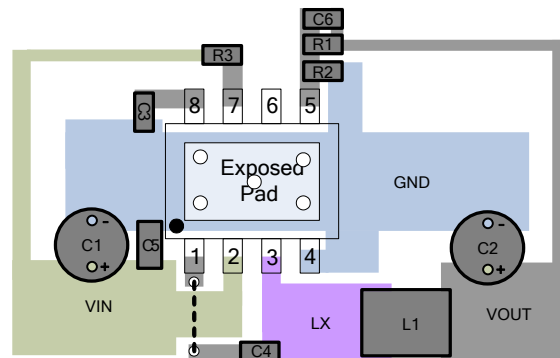 C6
R1
R3
R2
8 7 6 5
C3
Exposed
Pad
GND
- -
C1 C5 C2
+ +
1 2 3 4
VIN
LX
L1
VOUT
C4